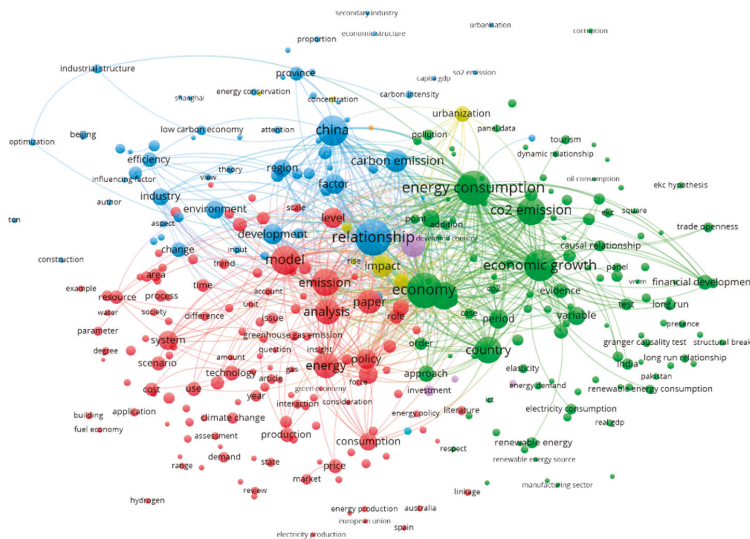 secondary industry
proportion
economic structure
urbanisation
corruption
industrial structure
province
capita gdp
so2 emission
energy conservation
shanghai
concentration
carbon intensity
urbanization
optimization
beijing
low carbon economy
attention
china
pollution
panel data
tourism
efficiency
view
theory
region
carbon emission
dynamic relationship
influencing factor
factor
energy consumption
oil consumption
ekc hypothesis
author
industry
environment
scale
level
point
co2 emission
ekc
square
ton
aspect
addition
trade openness
change
input
development
relationship
developed country
causal relationship
construction
trend
model
rise
impact
economic growth
panel
area
example
resource
process
time
account
emission
economy
co2
evidence
vecm
financial development
water
society
difference
unit
issue
analysis
paper
role
case
period
variable
test
long run
parameter
greenhouse gas emission
presence
degree
system
question
insight
order
country
granger causality test
structural break
scenario
amount
technology
gas
energy
policy
approach
elasticity
india
long run relationship
pakistan
cost
use
article
year
green economy
force
investment
energy demand
renewable energy consumption
building
application
climate change
interaction
consideration
energy policy
literature
ict
electricity consumption
real gdp
fuel economy
assessment
production
consumption
respect
renewable energy
range
demand
state
price
renewable energy source
review
market
linkage
manufacturing sector
hydrogen
energy production
australia
european union
electricity production
spain